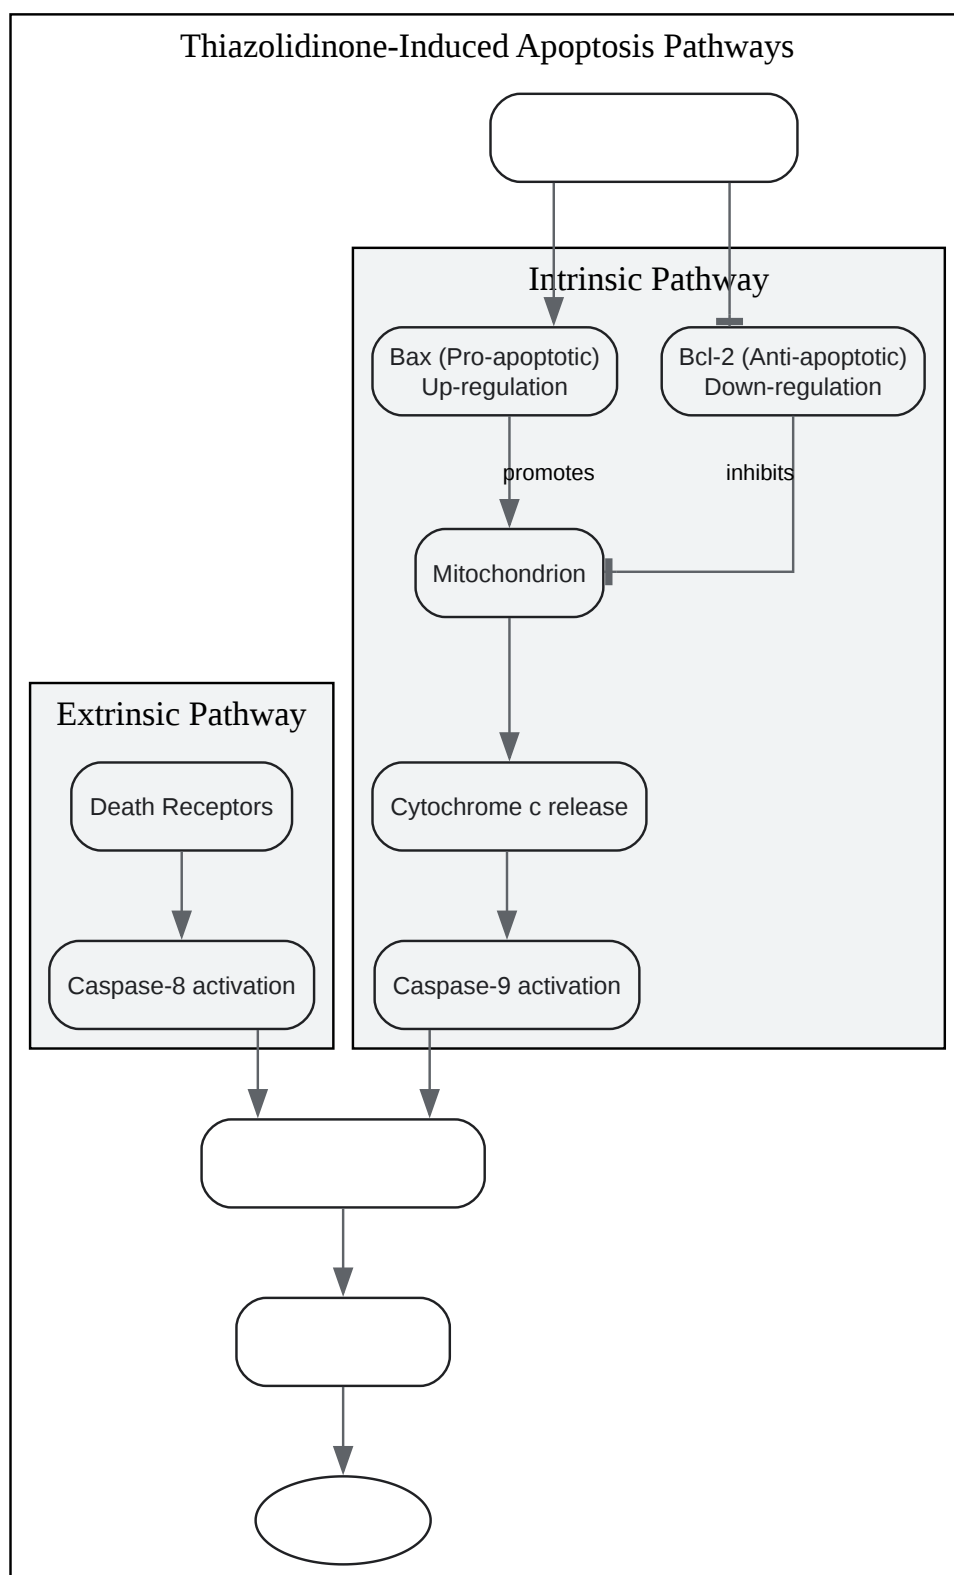 Thiazolidinone-Induced Apoptosis Pathways
Intrinsic Pathway
Bax (Pro-apoptotic)
Up-regulation
Bcl-2 (Anti-apoptotic)
Down-regulation
promotes
inhibits
Mitochondrion
Extrinsic Pathway
Death Receptors
Cytochrome c release
Caspase-8 activation
Caspase-9 activation